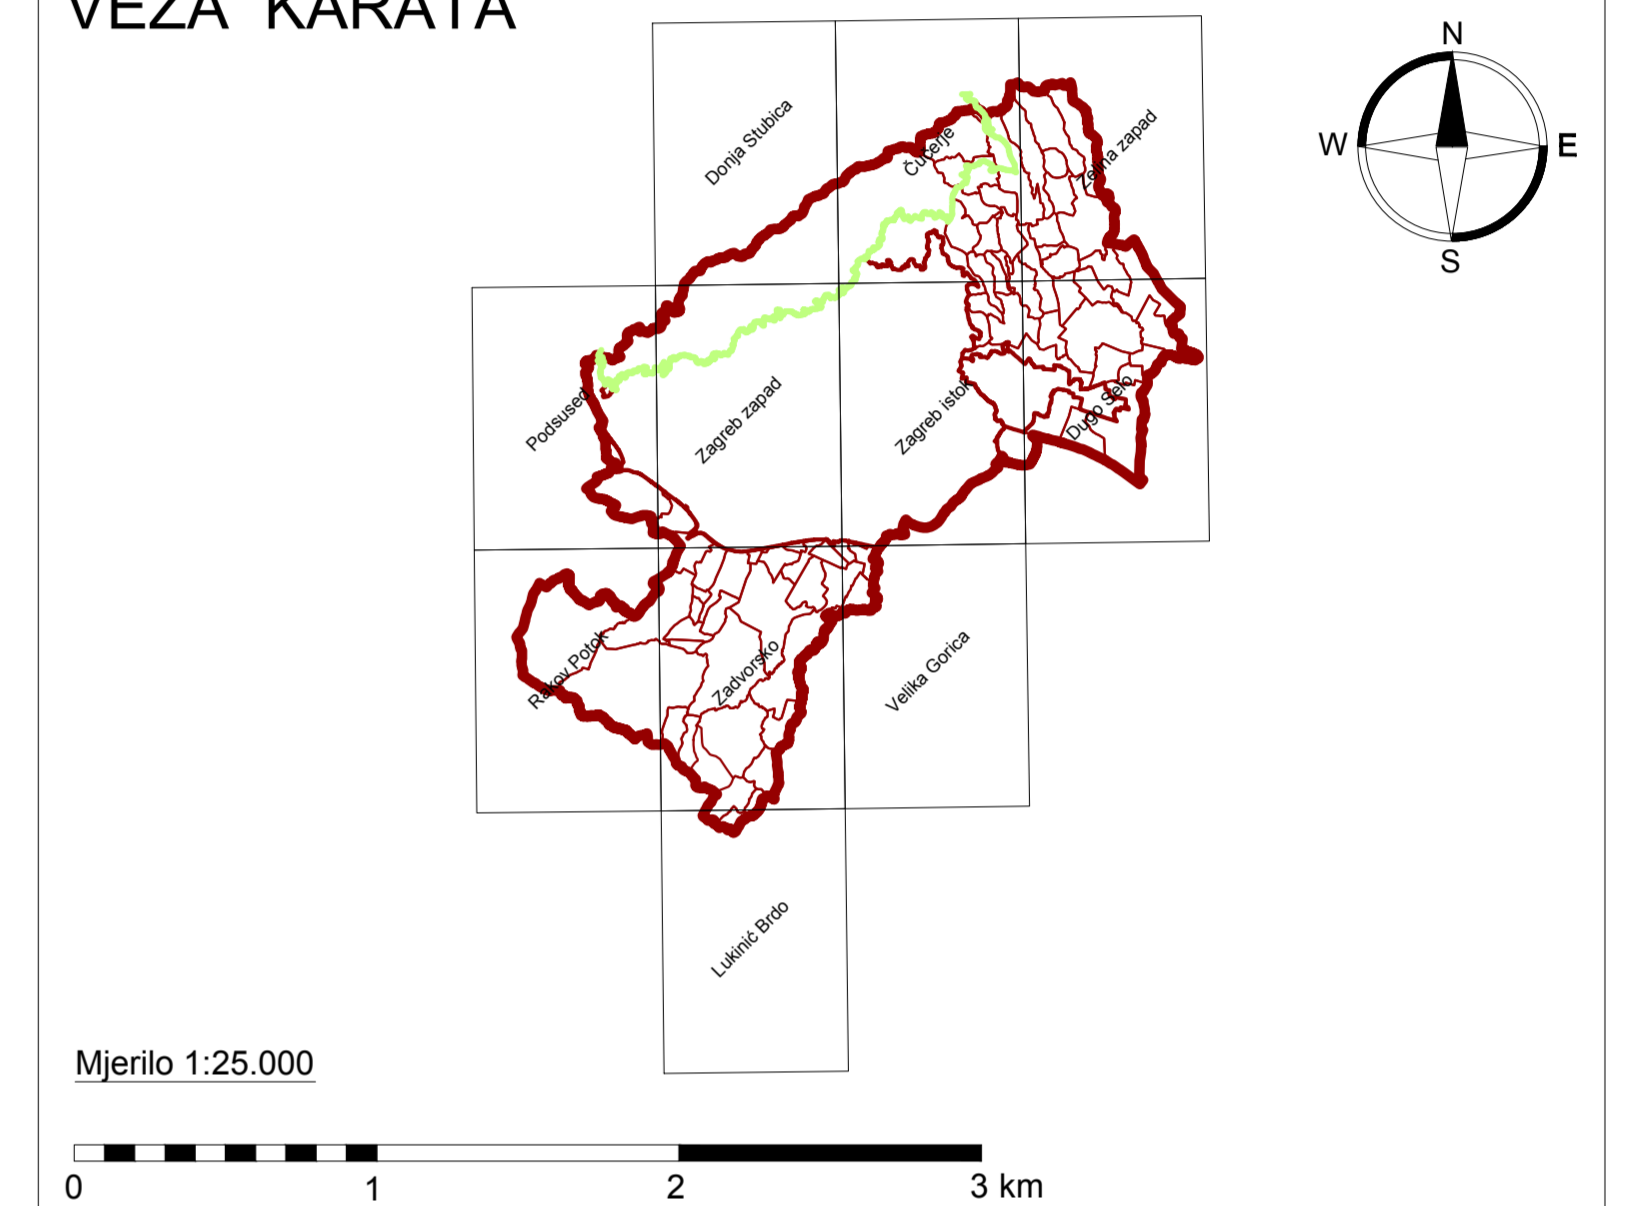 VEZA KARATA
N
W
E
S
Donja Stubica
Čučerje
Zelina zapad
Podsused
Zagreb zapad
Zagreb istok
Dugo Selo
Rakov Potok
Zadvorsko
Velika Gorica
Lukinić Brdo
Mjerilo 1:25.000
0 1 2 3 km